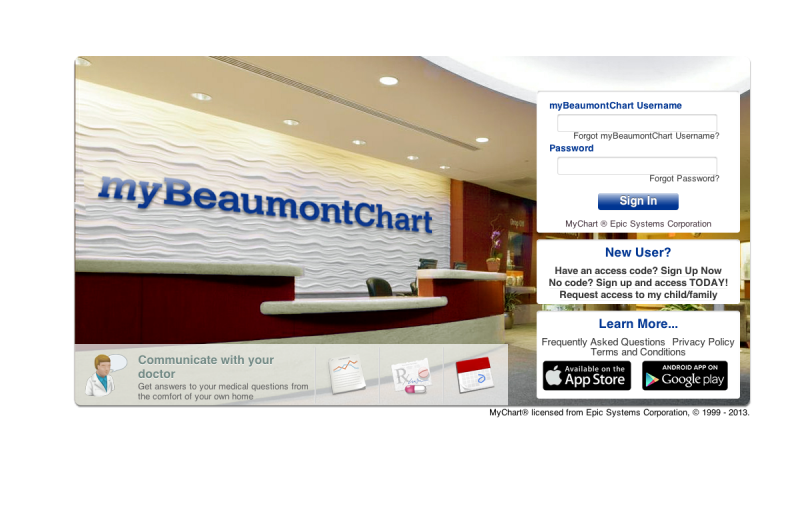 myBeaumontChart
myBeaumontChart Username
Forgot myBeaumontChart Username?
Password
Forgot Password?
Sign In
MyChart ® Epic Systems Corporation
New User?
Have an access code? Sign Up Now
No code? Sign up and access TODAY!
Request access to my child/family
Learn More...
Frequently Asked Questions Privacy Policy
Terms and Conditions
Available on the
App Store
ANDROID APP ON
Google play
Communicate with your
doctor
Get answers to your medical questions from
the comfort of your own home
Rx
MyChart® licensed from Epic Systems Corporation, © 1999 - 2013.